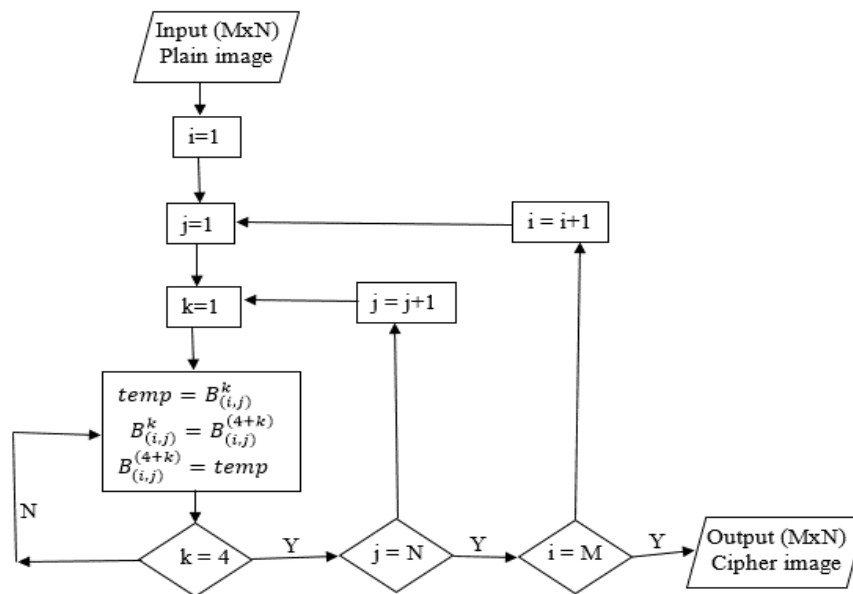 Input (MxN)
Plain image
i=1
j=1
i = i+1
k=1
j = j+1
temp = B^k_(i,j)
B^k_(i,j) = B^(4+k)_(i,j)
B^(4+k)_(i,j) = temp
N
k = 4
Y
j = N
Y
i = M
Y
Output (MxN)
Cipher image